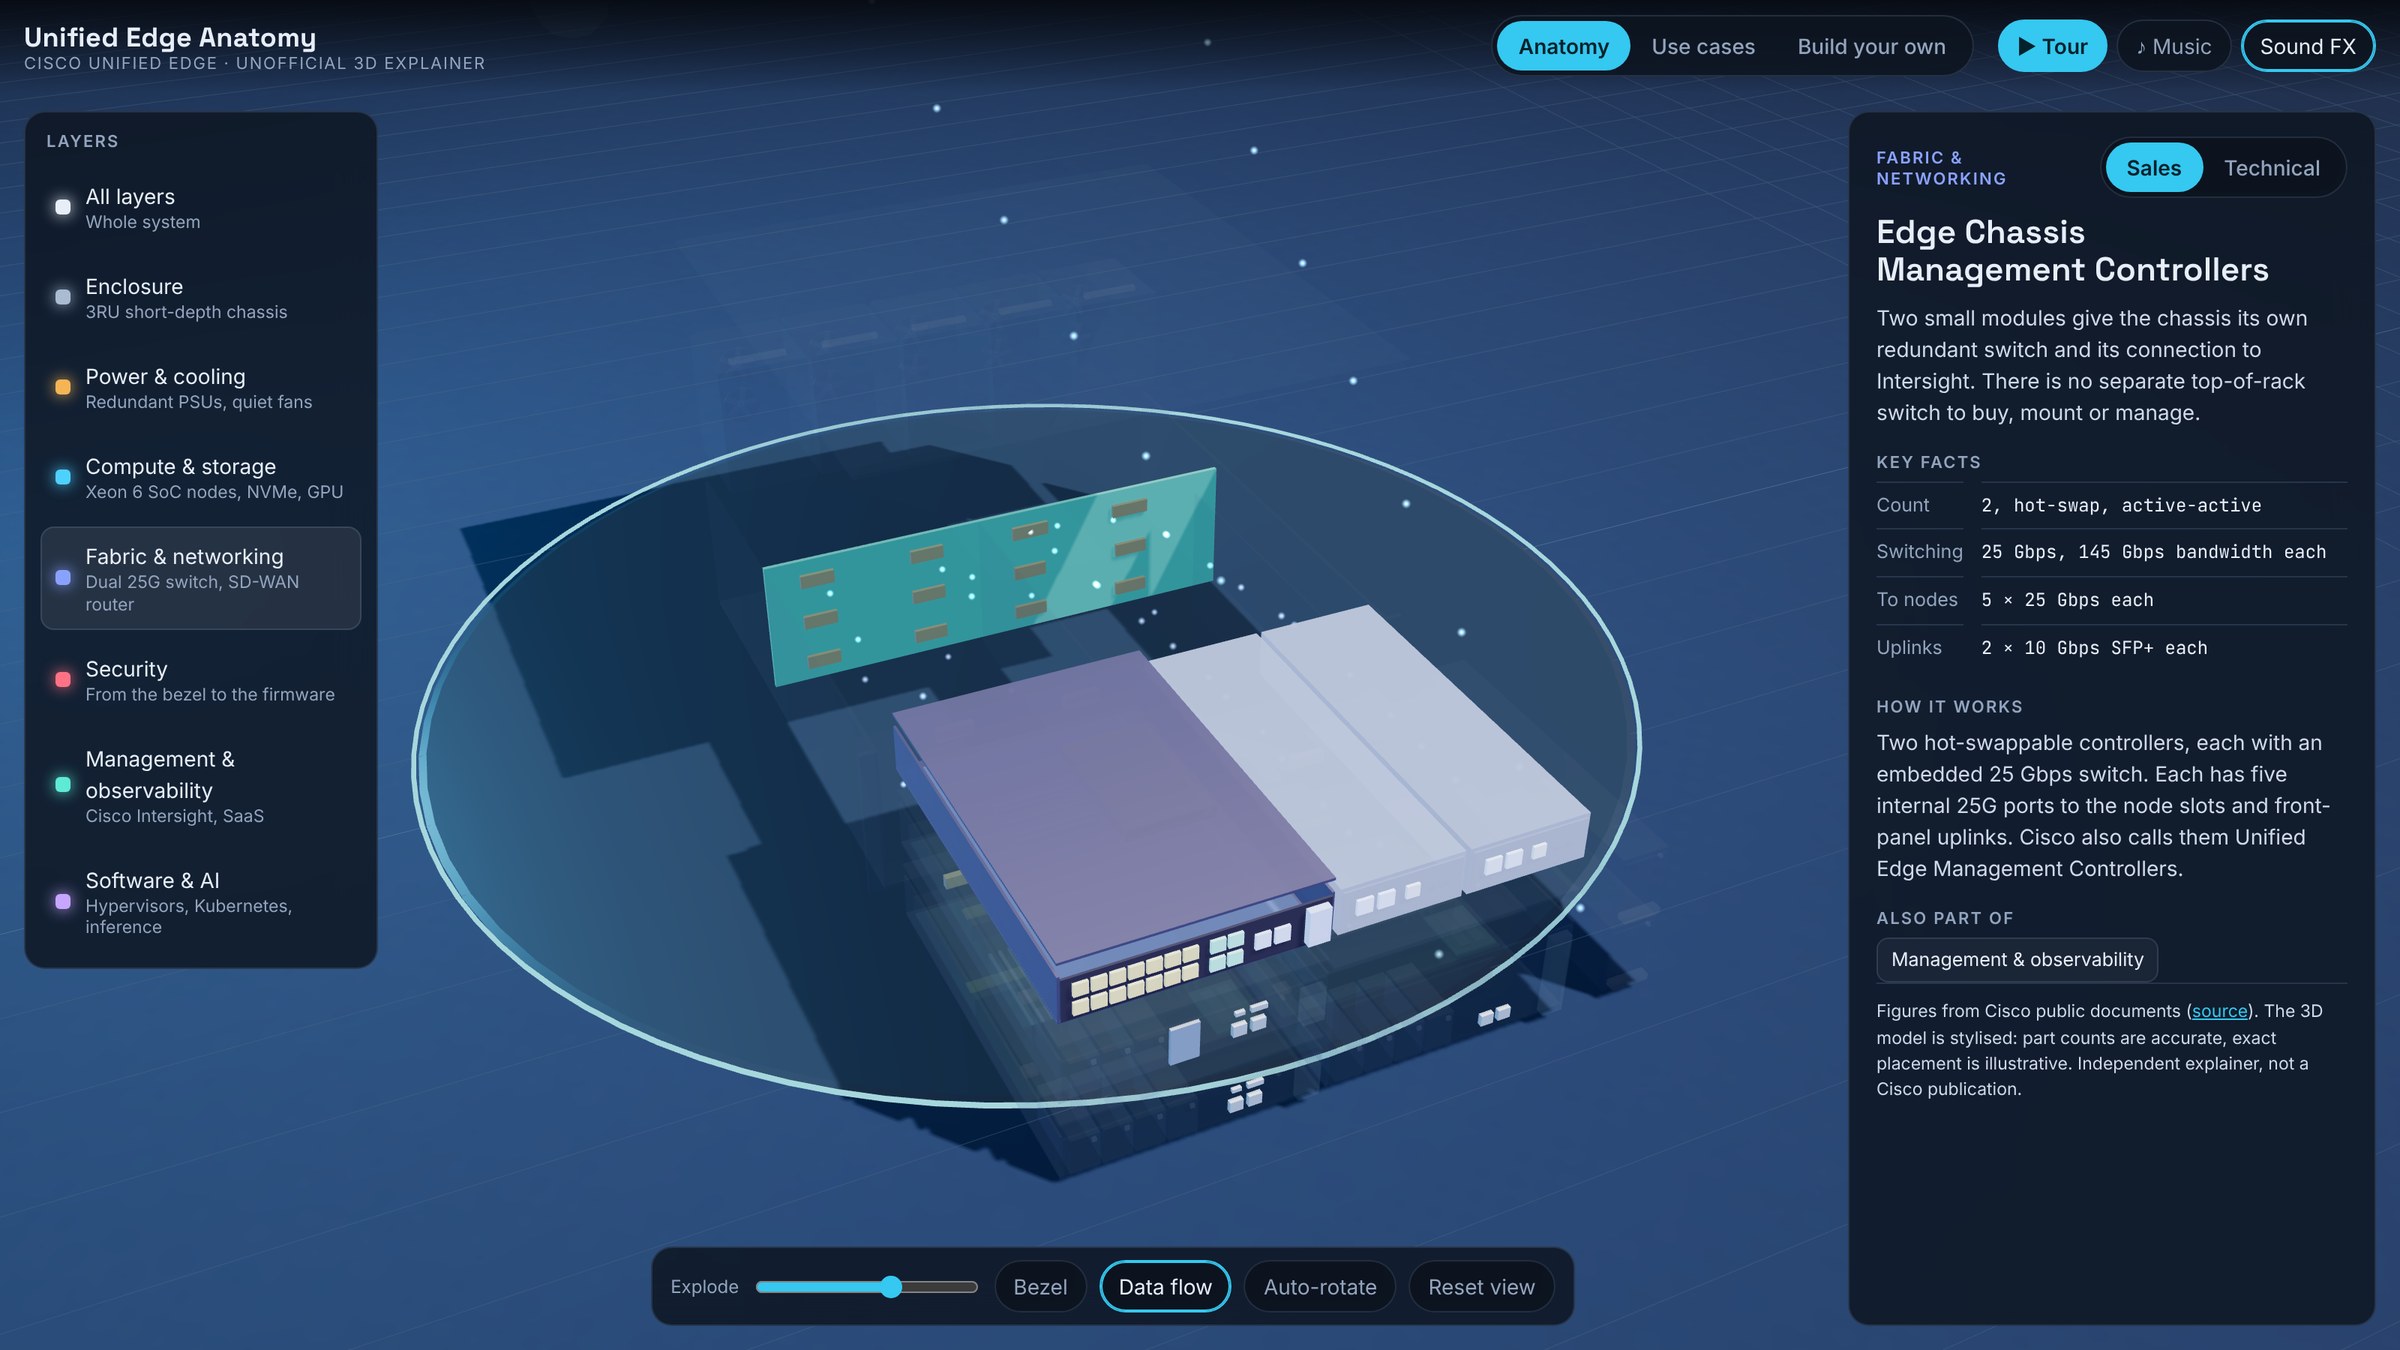 Unified Edge Anatomy
CISCO UNIFIED EDGE · UNOFFICIAL 3D EXPLAINER
Anatomy
Use cases
Build your own
▶ Tour
♪ Music
Sound FX
LAYERS
All layers
Whole system
Enclosure
3RU short-depth chassis
Power & cooling
Redundant PSUs, quiet fans
Compute & storage
Xeon 6 SoC nodes, NVMe, GPU
Fabric & networking
Dual 25G switch, SD-WAN
router
Security
From the bezel to the firmware
Management &
observability
Cisco Intersight, SaaS
Software & AI
Hypervisors, Kubernetes,
inference
FABRIC &
NETWORKING
Sales
Technical
Edge Chassis
Management Controllers
Two small modules give the chassis its own
redundant switch and its connection to
Intersight. There is no separate top-of-rack
switch to buy, mount or manage.
KEY FACTS
Count 2, hot-swap, active-active
Switching 25 Gbps, 145 Gbps bandwidth each
To nodes 5 × 25 Gbps each
Uplinks 2 × 10 Gbps SFP+ each
HOW IT WORKS
Two hot-swappable controllers, each with an
embedded 25 Gbps switch. Each has five
internal 25G ports to the node slots and front-
panel uplinks. Cisco also calls them Unified
Edge Management Controllers.
ALSO PART OF
Management & observability
Figures from Cisco public documents (source). The 3D
model is stylised: part counts are accurate, exact
placement is illustrative. Independent explainer, not a
Cisco publication.
Explode
Bezel
Data flow
Auto-rotate
Reset view